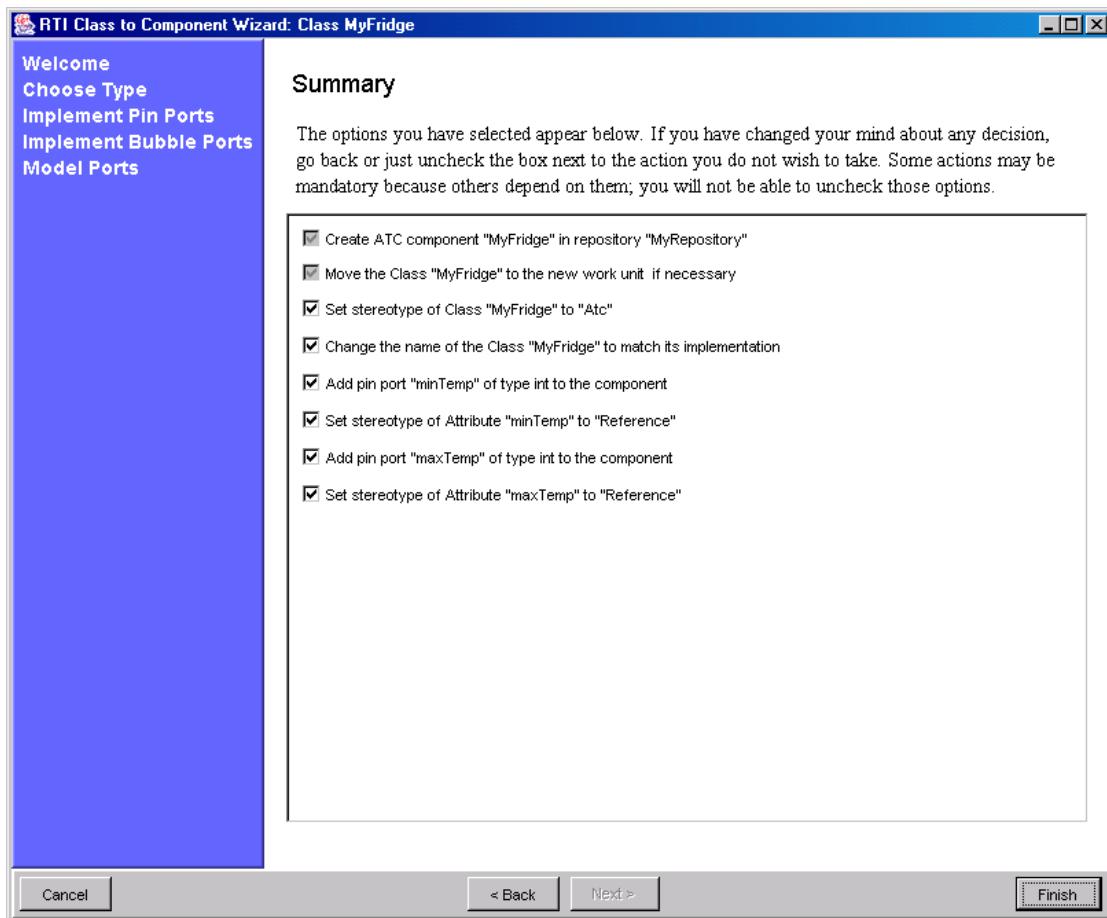 RTI Class to Component Wizard: Class MyFridge
Welcome
Choose Type
Implement Pin Ports
Implement Bubble Ports
Model Ports
Summary
The options you have selected appear below. If you have changed your mind about any decision,
go back or just uncheck the box next to the action you do not wish to take. Some actions may be
mandatory because others depend on them; you will not be able to uncheck those options.
Create ATC component "MyFridge" in repository "MyRepository"
Move the Class "MyFridge" to the new work unit  if necessary
Set stereotype of Class "MyFridge" to "Atc"
Change the name of the Class "MyFridge" to match its implementation
Add pin port "minTemp" of type int to the component
Set stereotype of Attribute "minTemp" to "Reference"
Add pin port "maxTemp" of type int to the component
Set stereotype of Attribute "maxTemp" to "Reference"
Cancel
< Back
Next >
Finish